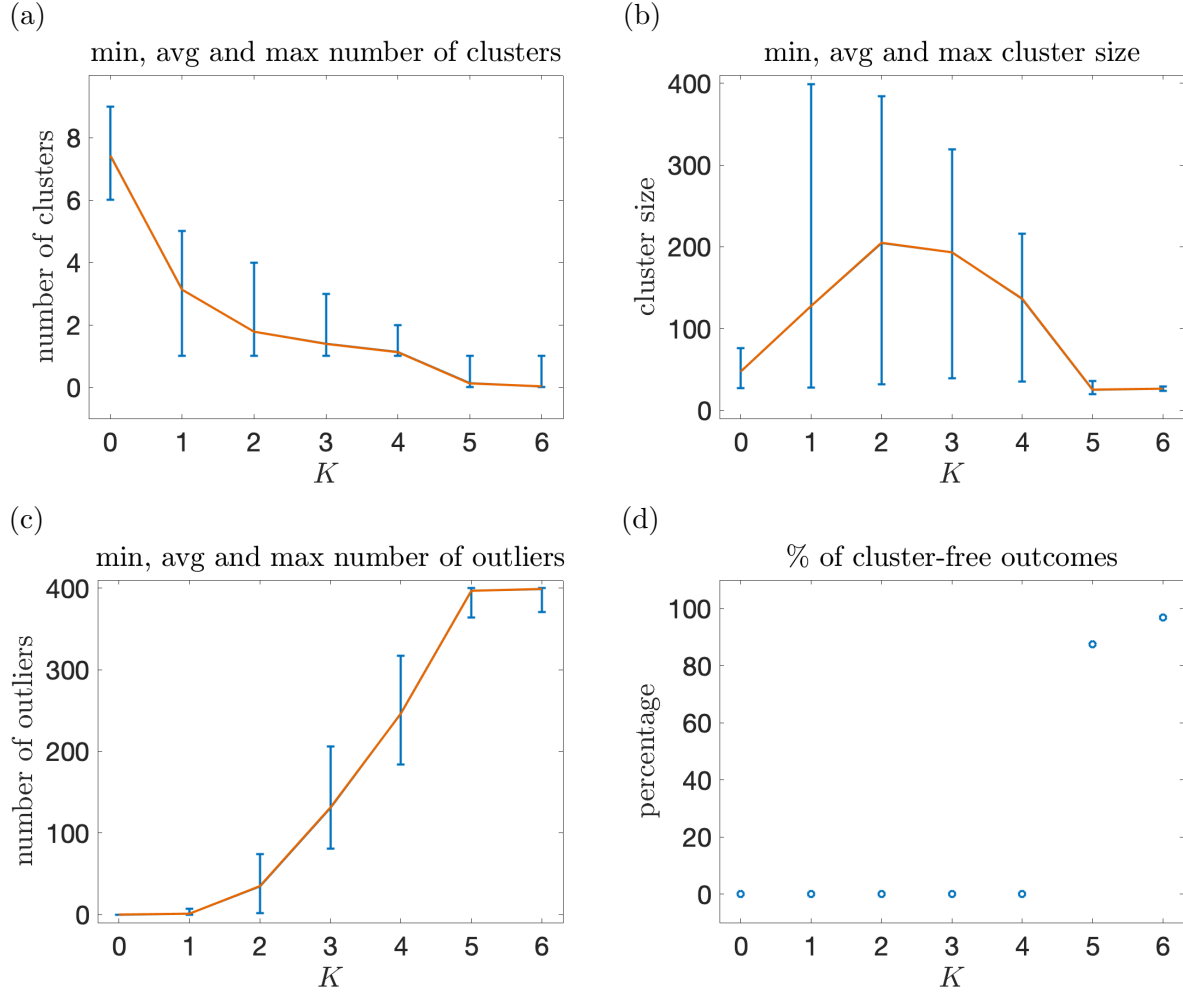 (a)
min, avg and max number of clusters
number of clusters
8
6
4
2
0
0 1 2 3 4 5 6
K
(b)
min, avg and max cluster size
cluster size
400
300
200
100
0
0 1 2 3 4 5 6
K
(c)
min, avg and max number of outliers
number of outliers
400
300
200
100
0
0 1 2 3 4 5 6
K
(d)
% of cluster-free outcomes
percentage
100
80
60
40
20
0
0 1 2 3 4 5 6
K